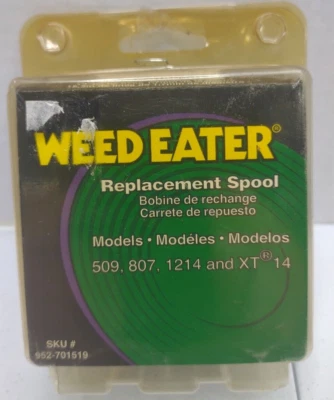 WEED EATER®
Replacement Spool
Bobine de rechange
Carrete de repuesto
Models • Modéles • Modelos
509, 807, 1214 and XT® 14
SKU #
952-701519